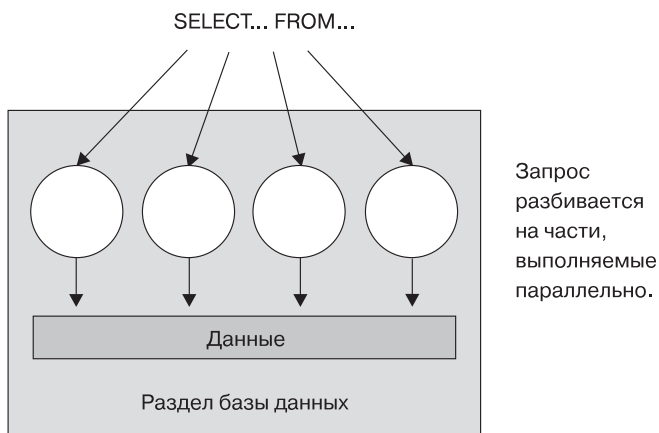 SELECT... FROM...
Запрос
разбивается
на части,
выполняемые
параллельно.
Данные
Раздел базы данных